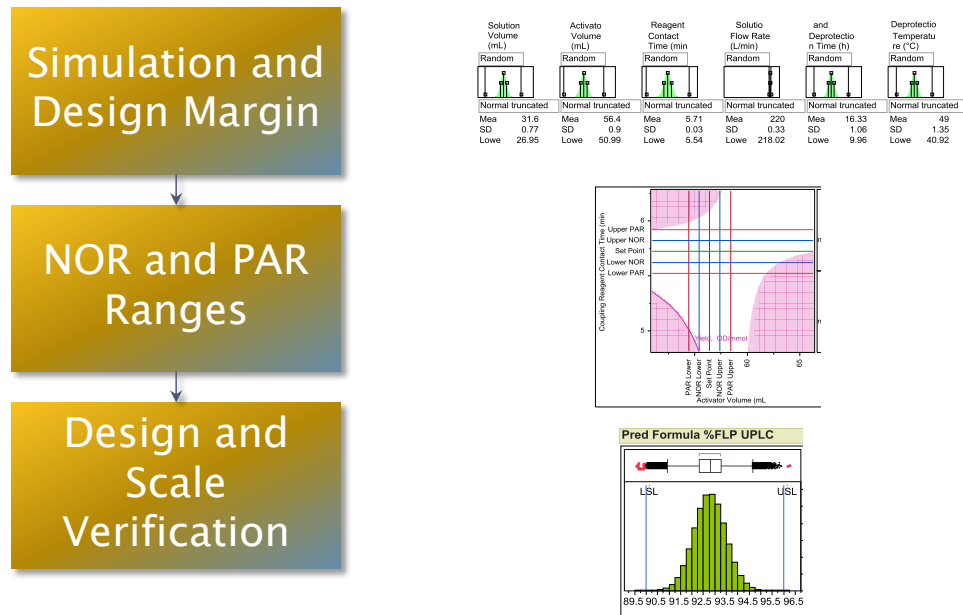 Simulation and
Design Margin
NOR and PAR
Ranges
Design and
Scale
Verification
Solution
Volume
(mL)
Activato
Volume
(mL)
Reagent
Contact
Time (min
Solutio
Flow Rate
(L/min)
and
Deprotectio
n Time (h)
Deprotectio
Temperatu
re (°C)
Random Random Random Random Random Random
Normal truncated Normal truncated Normal truncated Normal truncated Normal truncated Normal truncated
Mea 31.6 Mea 56.4 Mea 5.71 Mea 220 Mea 16.33 Mea 49
SD 0.77 SD 0.9 SD 0.03 SD 0.33 SD 1.06 SD 1.35
Lowe 26.95 Lowe 50.99 Lowe 5.54 Lowe 218.02 Lowe 9.96 Lowe 40.92
Coupling Reagent Contact Time (min
6
Upper PAR
Upper NOR
Set Point
Lower NOR
Lower PAR
5
Yield, OD/mmol
PAR Lower
NOR Lower
Set Point
NOR Upper
PAR Upper
60
65
Activator Volume (mL
Pred Formula %FLP UPLC
LSL USL
89.5 90.5 91.5 92.5 93.5 94.5 95.5 96.5